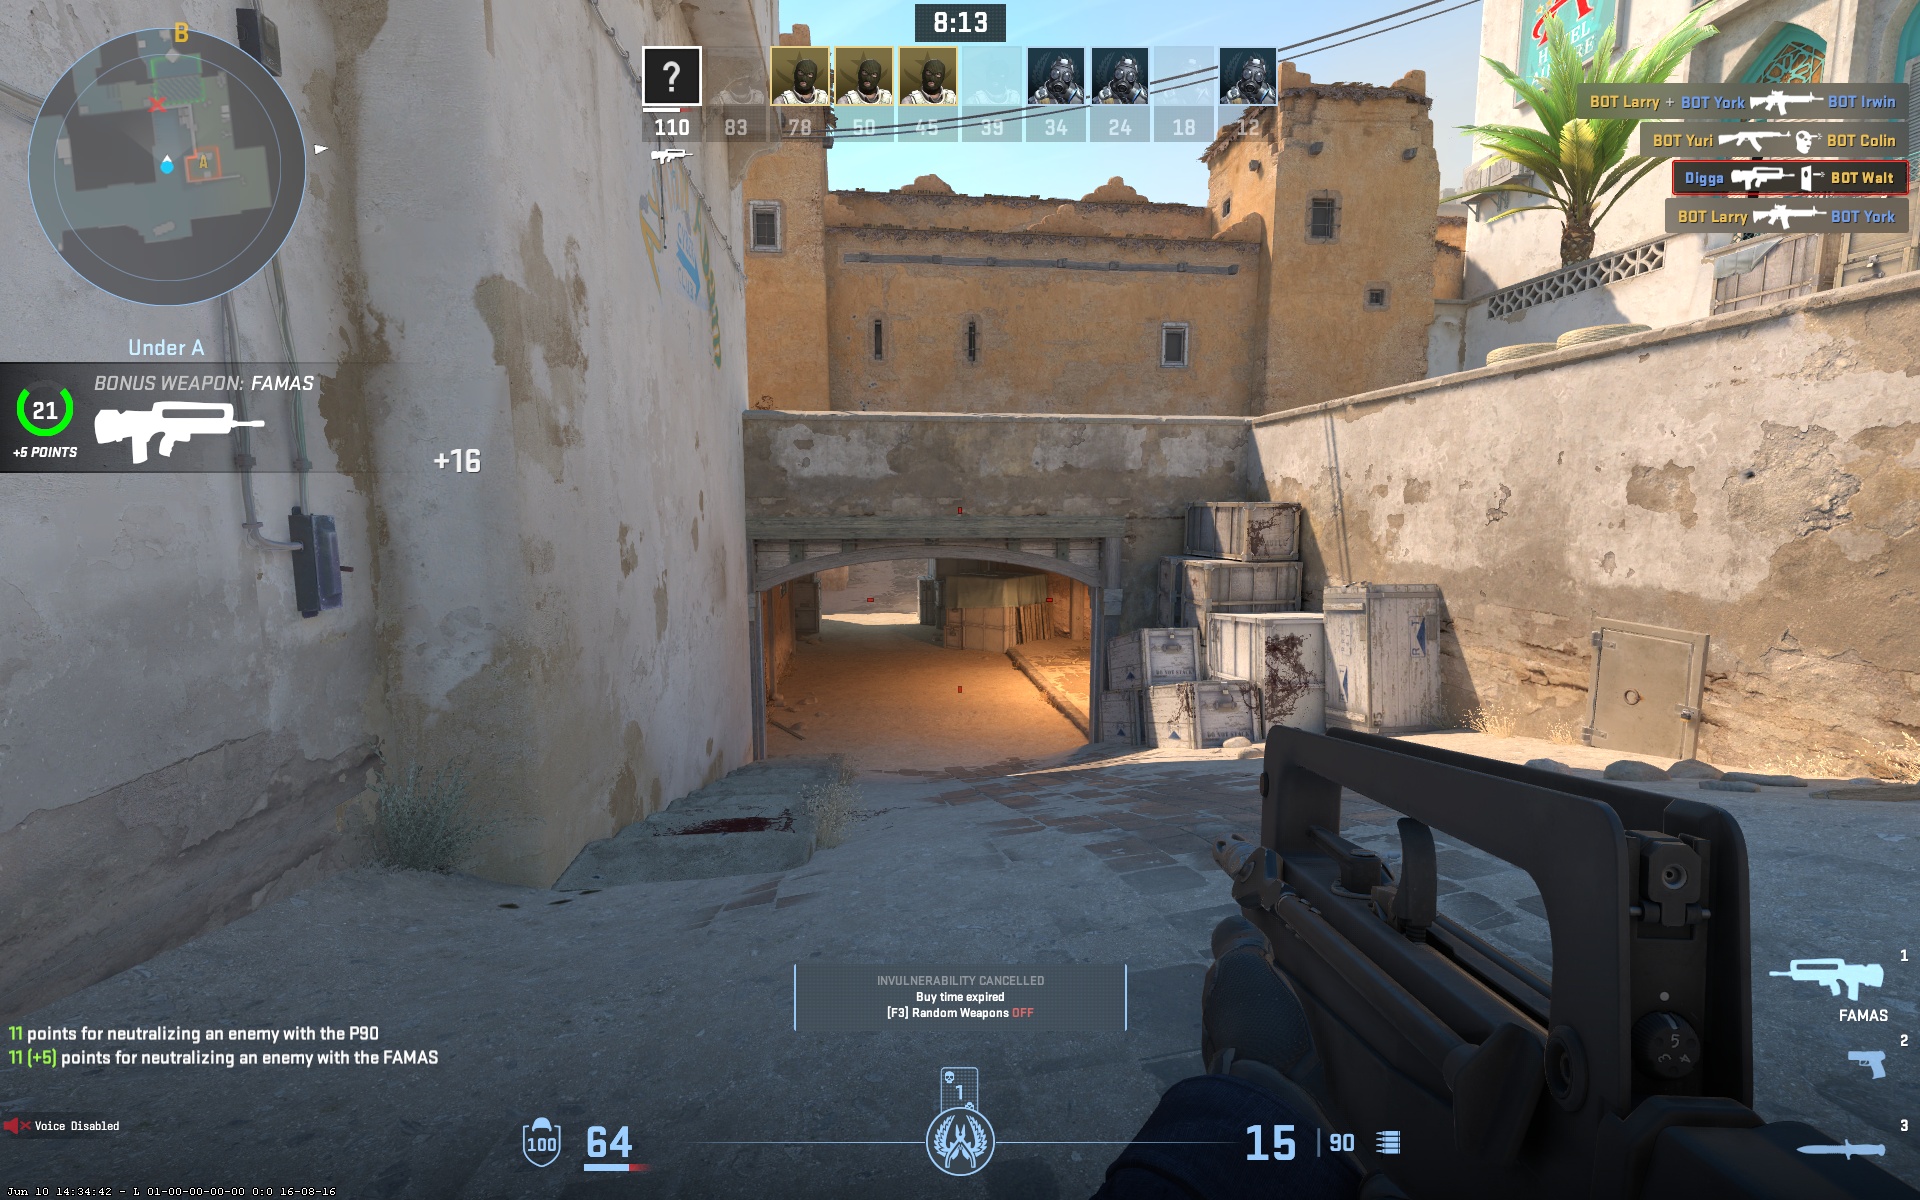 8:13
B
?
110 83 78 50 45 39 34 24 18 12
BOT Larry + BOT York BOT Irwin
BOT Yuri BOT Colin
Digga BOT Walt
BOT Larry BOT York
A
Under A
BONUS WEAPON: FAMAS
21
+5 POINTS
+16
INVULNERABILITY CANCELLED
Buy time expired
[F3] Random Weapons OFF
1
FAMAS
2
3
11 points for neutralizing an enemy with the P90
11 (+5) points for neutralizing an enemy with the FAMAS
Voice Disabled
100 64
1
15 | 90
Jun 10 14:34:42 - L 01-00-00-00-00 0:0 16-08-16